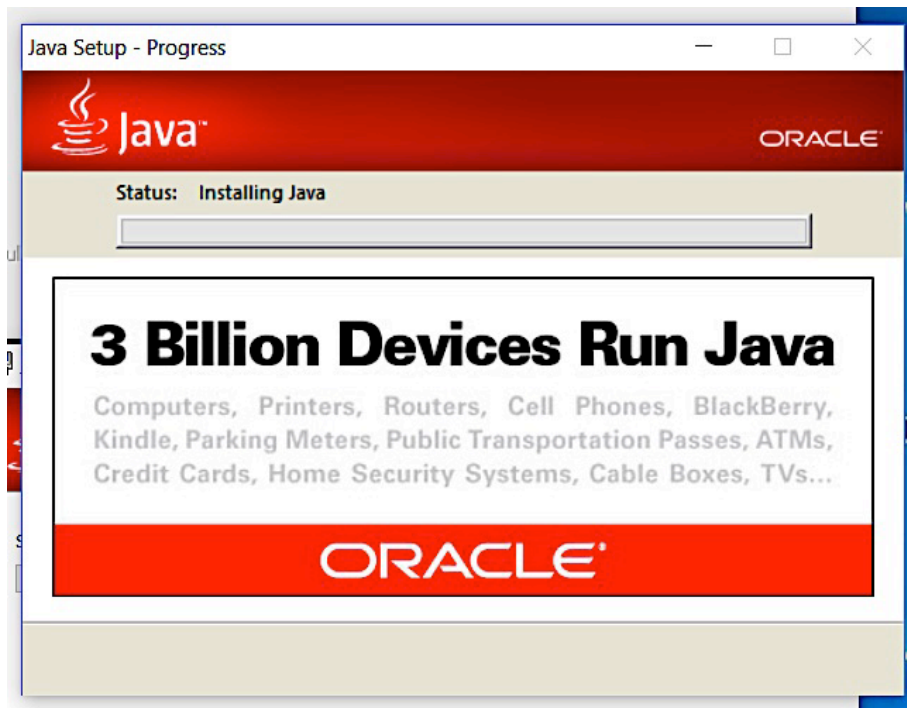 Java Setup - Progress
Java™
ORACLE®
Status: Installing Java
3 Billion Devices Run Java
Computers, Printers, Routers, Cell Phones, BlackBerry,
Kindle, Parking Meters, Public Transportation Passes, ATMs,
Credit Cards, Home Security Systems, Cable Boxes, TVs...
ORACLE®